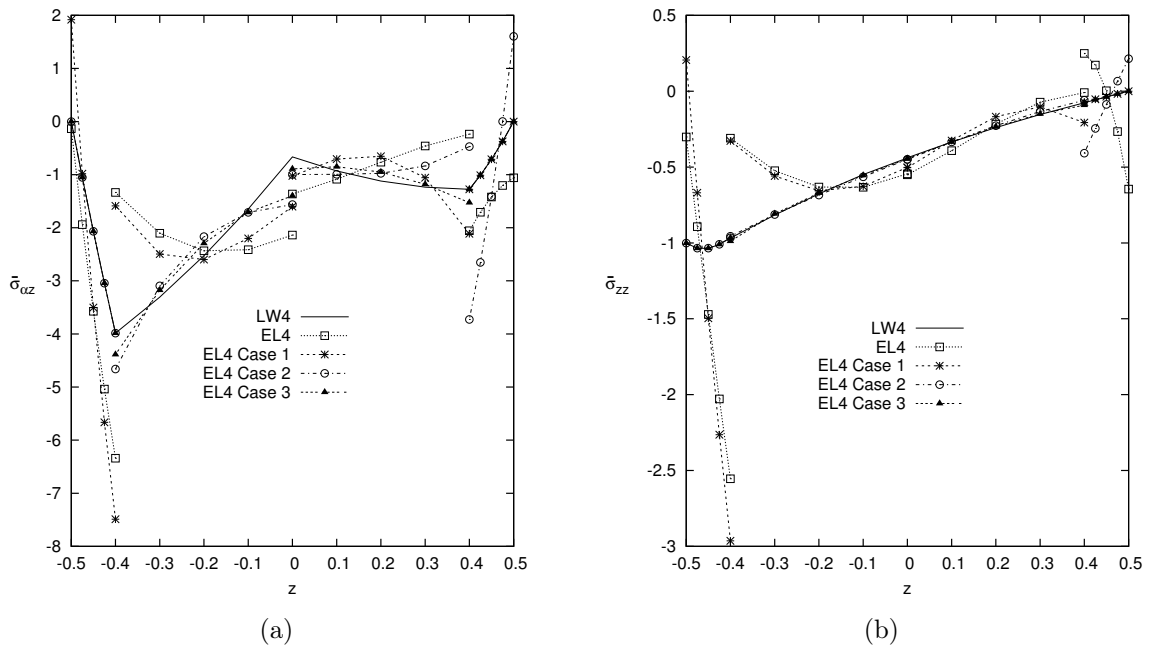 2
1
0
-1
-2
-3
-4
-5
-6
-7
-8
σ̄αz
-0.5 -0.4 -0.3 -0.2 -0.1 0 0.1 0.2 0.3 0.4 0.5
z
LW4
EL4
EL4 Case 1
EL4 Case 2
EL4 Case 3
(a)
0.5
0
-0.5
-1
-1.5
-2
-2.5
-3
σ̄zz
-0.5 -0.4 -0.3 -0.2 -0.1 0 0.1 0.2 0.3 0.4 0.5
z
LW4
EL4
EL4 Case 1
EL4 Case 2
EL4 Case 3
(b)